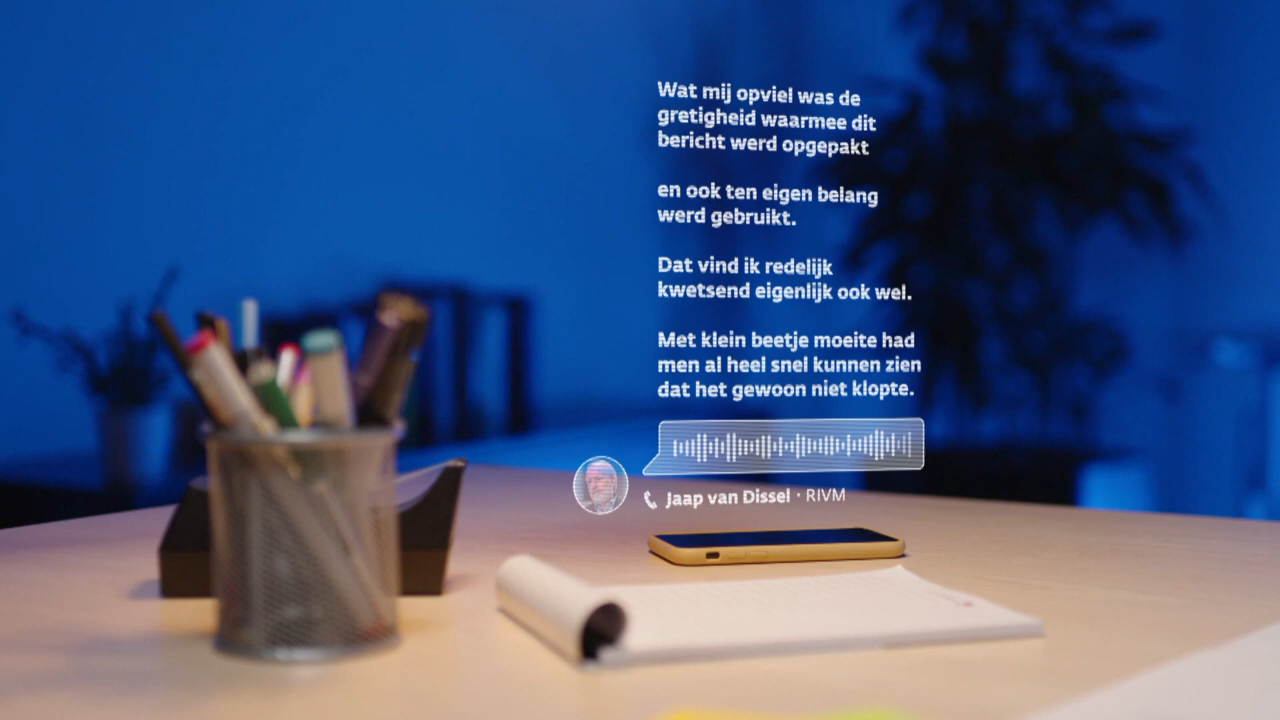 Wat mij opviel was de
gretigheid waarmee dit
bericht werd opgepakt
en ook ten eigen belang
werd gebruikt.
Dat vind ik redelijk
kwetsend eigenlijk ook wel.
Met klein beetje moeite had
men al heel snel kunnen zien
dat het gewoon niet klopte.
Jaap van Dissel · RIVM